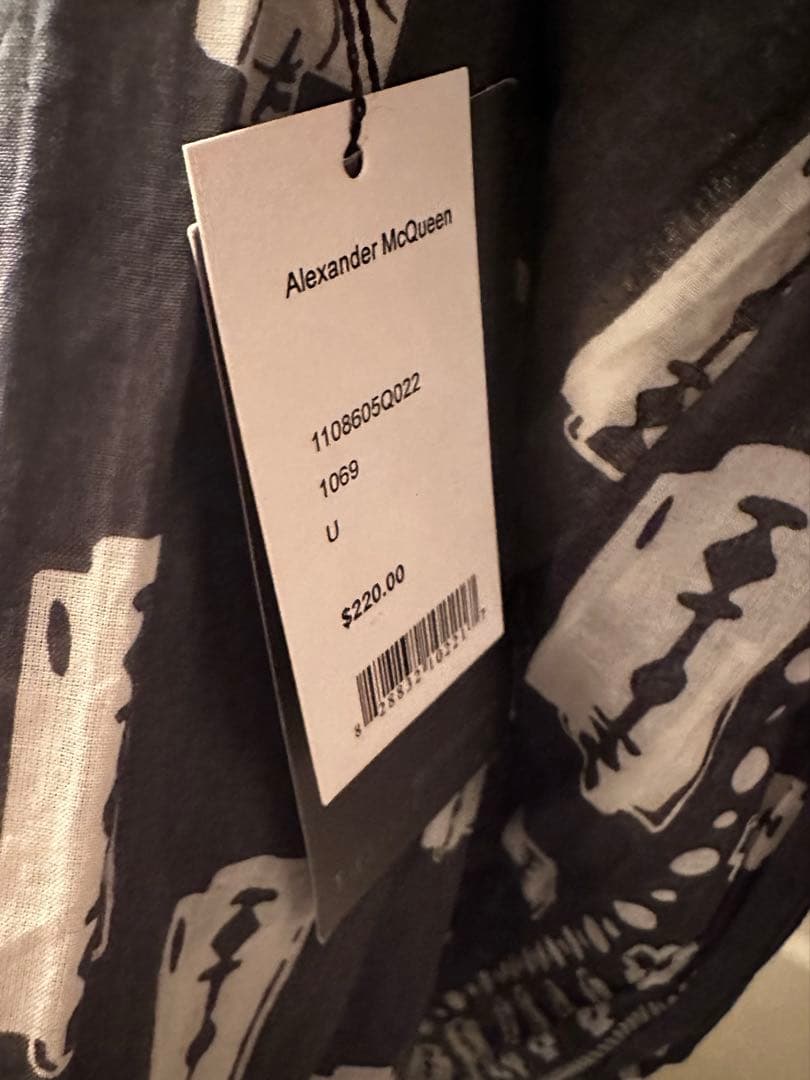 Alexander McQueen
1108605Q022
1069
U
$220.00